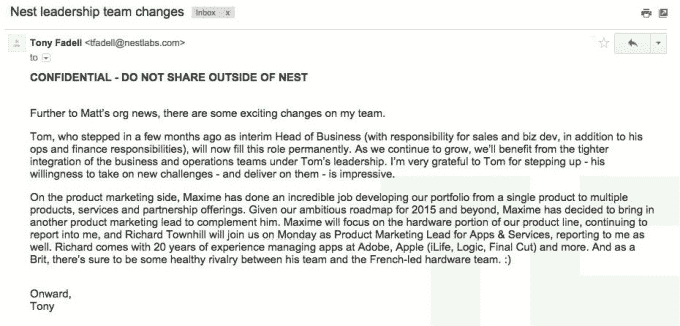 Nest leadership team changes Inbox x
Tony Fadell <tfadell@nestlabs.com>
to
CONFIDENTIAL - DO NOT SHARE OUTSIDE OF NEST
Further to Matt's org news, there are some exciting changes on my team.
Tom, who stepped in a few months ago as interim Head of Business (with responsibility for sales and biz dev, in addition to his
ops and finance responsibilities), will now fill this role permanently. As we continue to grow, we'll benefit from the tighter
integration of the business and operations teams under Tom's leadership. I'm very grateful to Tom for stepping up - his
willingness to take on new challenges - and deliver on them - is impressive.
On the product marketing side, Maxime has done an incredible job developing our portfolio from a single product to multiple
products, services and partnership offerings. Given our ambitious roadmap for 2015 and beyond, Maxime has decided to bring in
another product marketing lead to complement him. Maxime will focus on the hardware portion of our product line, continuing to
report into me, and Richard Townhill will join us on Monday as Product Marketing Lead for Apps & Services, reporting to me as
well. Richard comes with 20 years of experience managing apps at Adobe, Apple (iLife, Logic, Final Cut) and more. And as a
Brit, there's sure to be some healthy rivalry between his team and the French-led hardware team. :)
Onward,
Tony